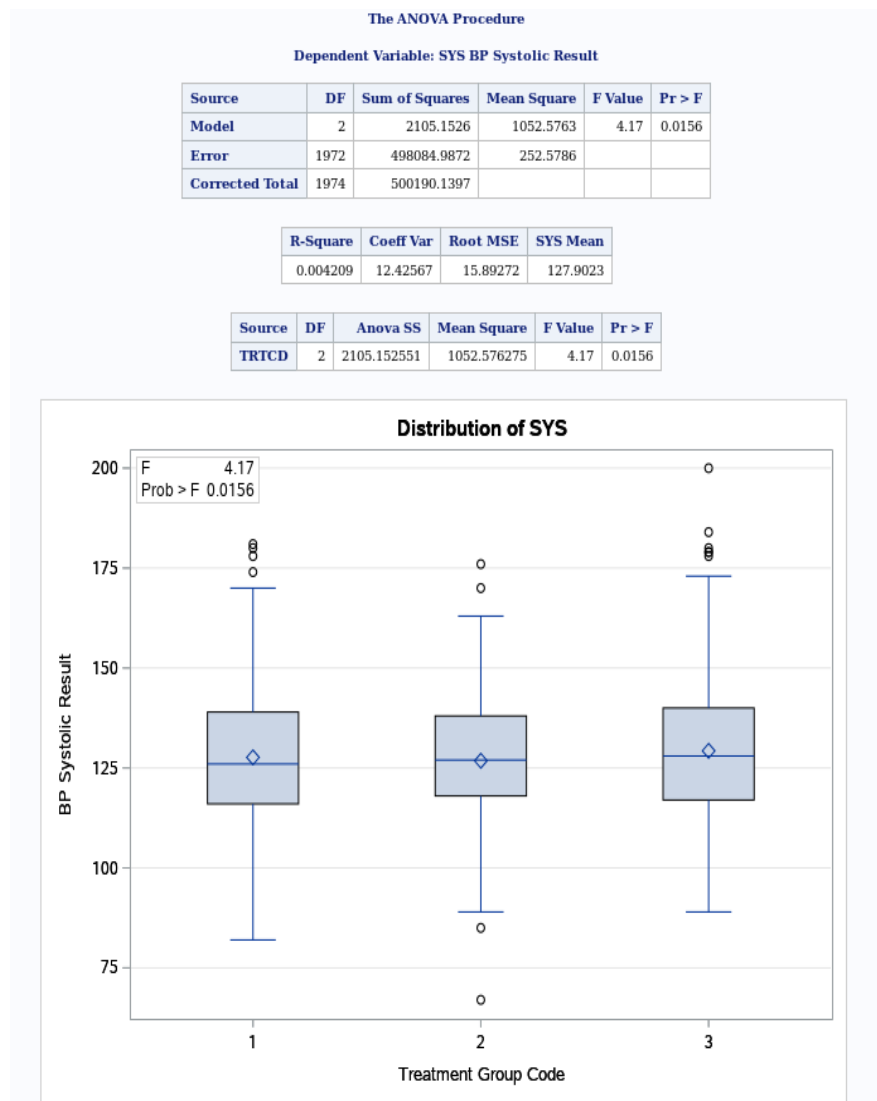 The ANOVA Procedure
Dependent Variable: SYS BP Systolic Result
Source DF Sum of Squares Mean Square F Value Pr > F
Model 2 2105.1526 1052.5763 4.17 0.0156
Error 1972 498084.9872 252.5786
Corrected Total 1974 500190.1397
R-Square Coeff Var Root MSE SYS Mean
0.004209 12.42567 15.89272 127.9023
Source DF Anova SS Mean Square F Value Pr > F
TRTCD 2 2105.152551 1052.576275 4.17 0.0156
Distribution of SYS
F 4.17
Prob > F 0.0156
200
175
150
125
100
75
BP Systolic Result
1 2 3
Treatment Group Code